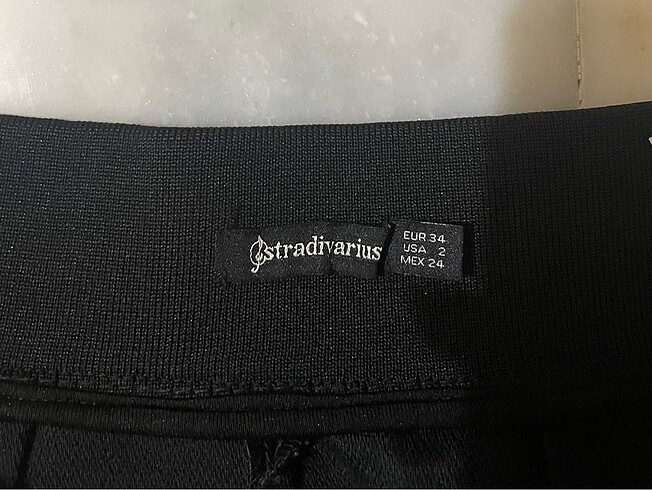 stradivarius
EUR 34
USA 2
MEX 24